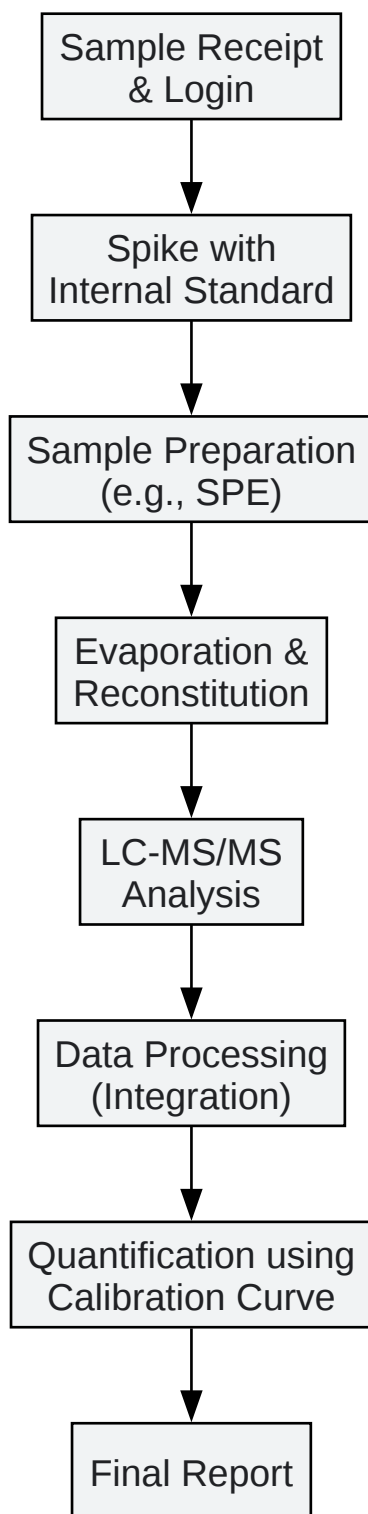 Sample Receipt
& Login
Spike with
Internal Standard
Sample Preparation
(e.g., SPE)
Evaporation &
Reconstitution
LC-MS/MS
Analysis
Data Processing
(Integration)
Quantification using
Calibration Curve
Final Report